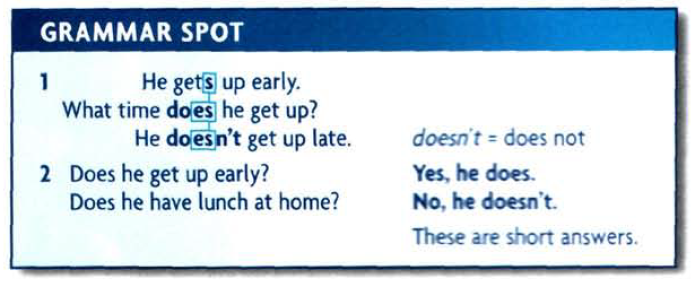 GRAMMAR SPOT
1 He gets up early.
What time does he get up?
He doesn't get up late. doesn't = does not
2 Does he get up early? Yes, he does.
Does he have lunch at home? No, he doesn't.
These are short answers.